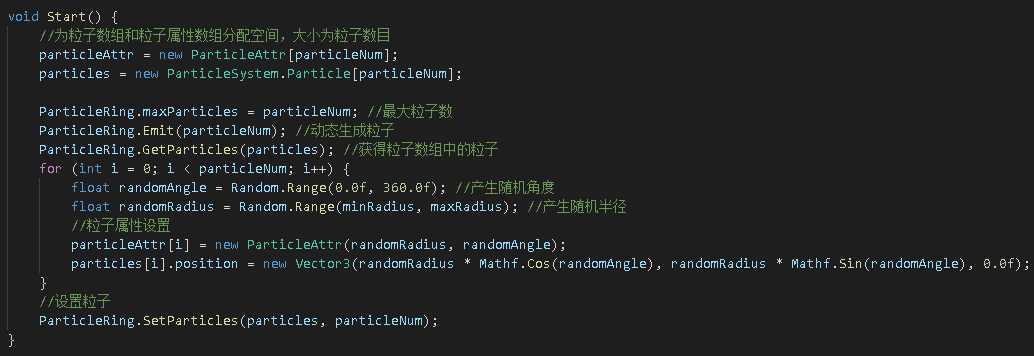 void Start() {
//为粒子数组和粒子属性数组分配空间，大小为粒子数目
particleAttr = new ParticleAttr[particleNum];
particles = new ParticleSystem.Particle[particleNum];
ParticleRing.maxParticles = particleNum; //最大粒子数
ParticleRing.Emit(particleNum); //动态生成粒子
ParticleRing.GetParticles(particles); //获得粒子数组中的粒子
for (int i = 0; i < particleNum; i++) {
float randomAngle = Random.Range(0.0f, 360.0f); //产生随机角度
float randomRadius = Random.Range(minRadius, maxRadius); //产生随机半径
//粒子属性设置
particleAttr[i] = new ParticleAttr(randomRadius, randomAngle);
particles[i].position = new Vector3(randomRadius * Mathf.Cos(randomAngle), randomRadius * Mathf.Sin(randomAngle), 0.0f);
}
//设置粒子
ParticleRing.SetParticles(particles, particleNum);
}